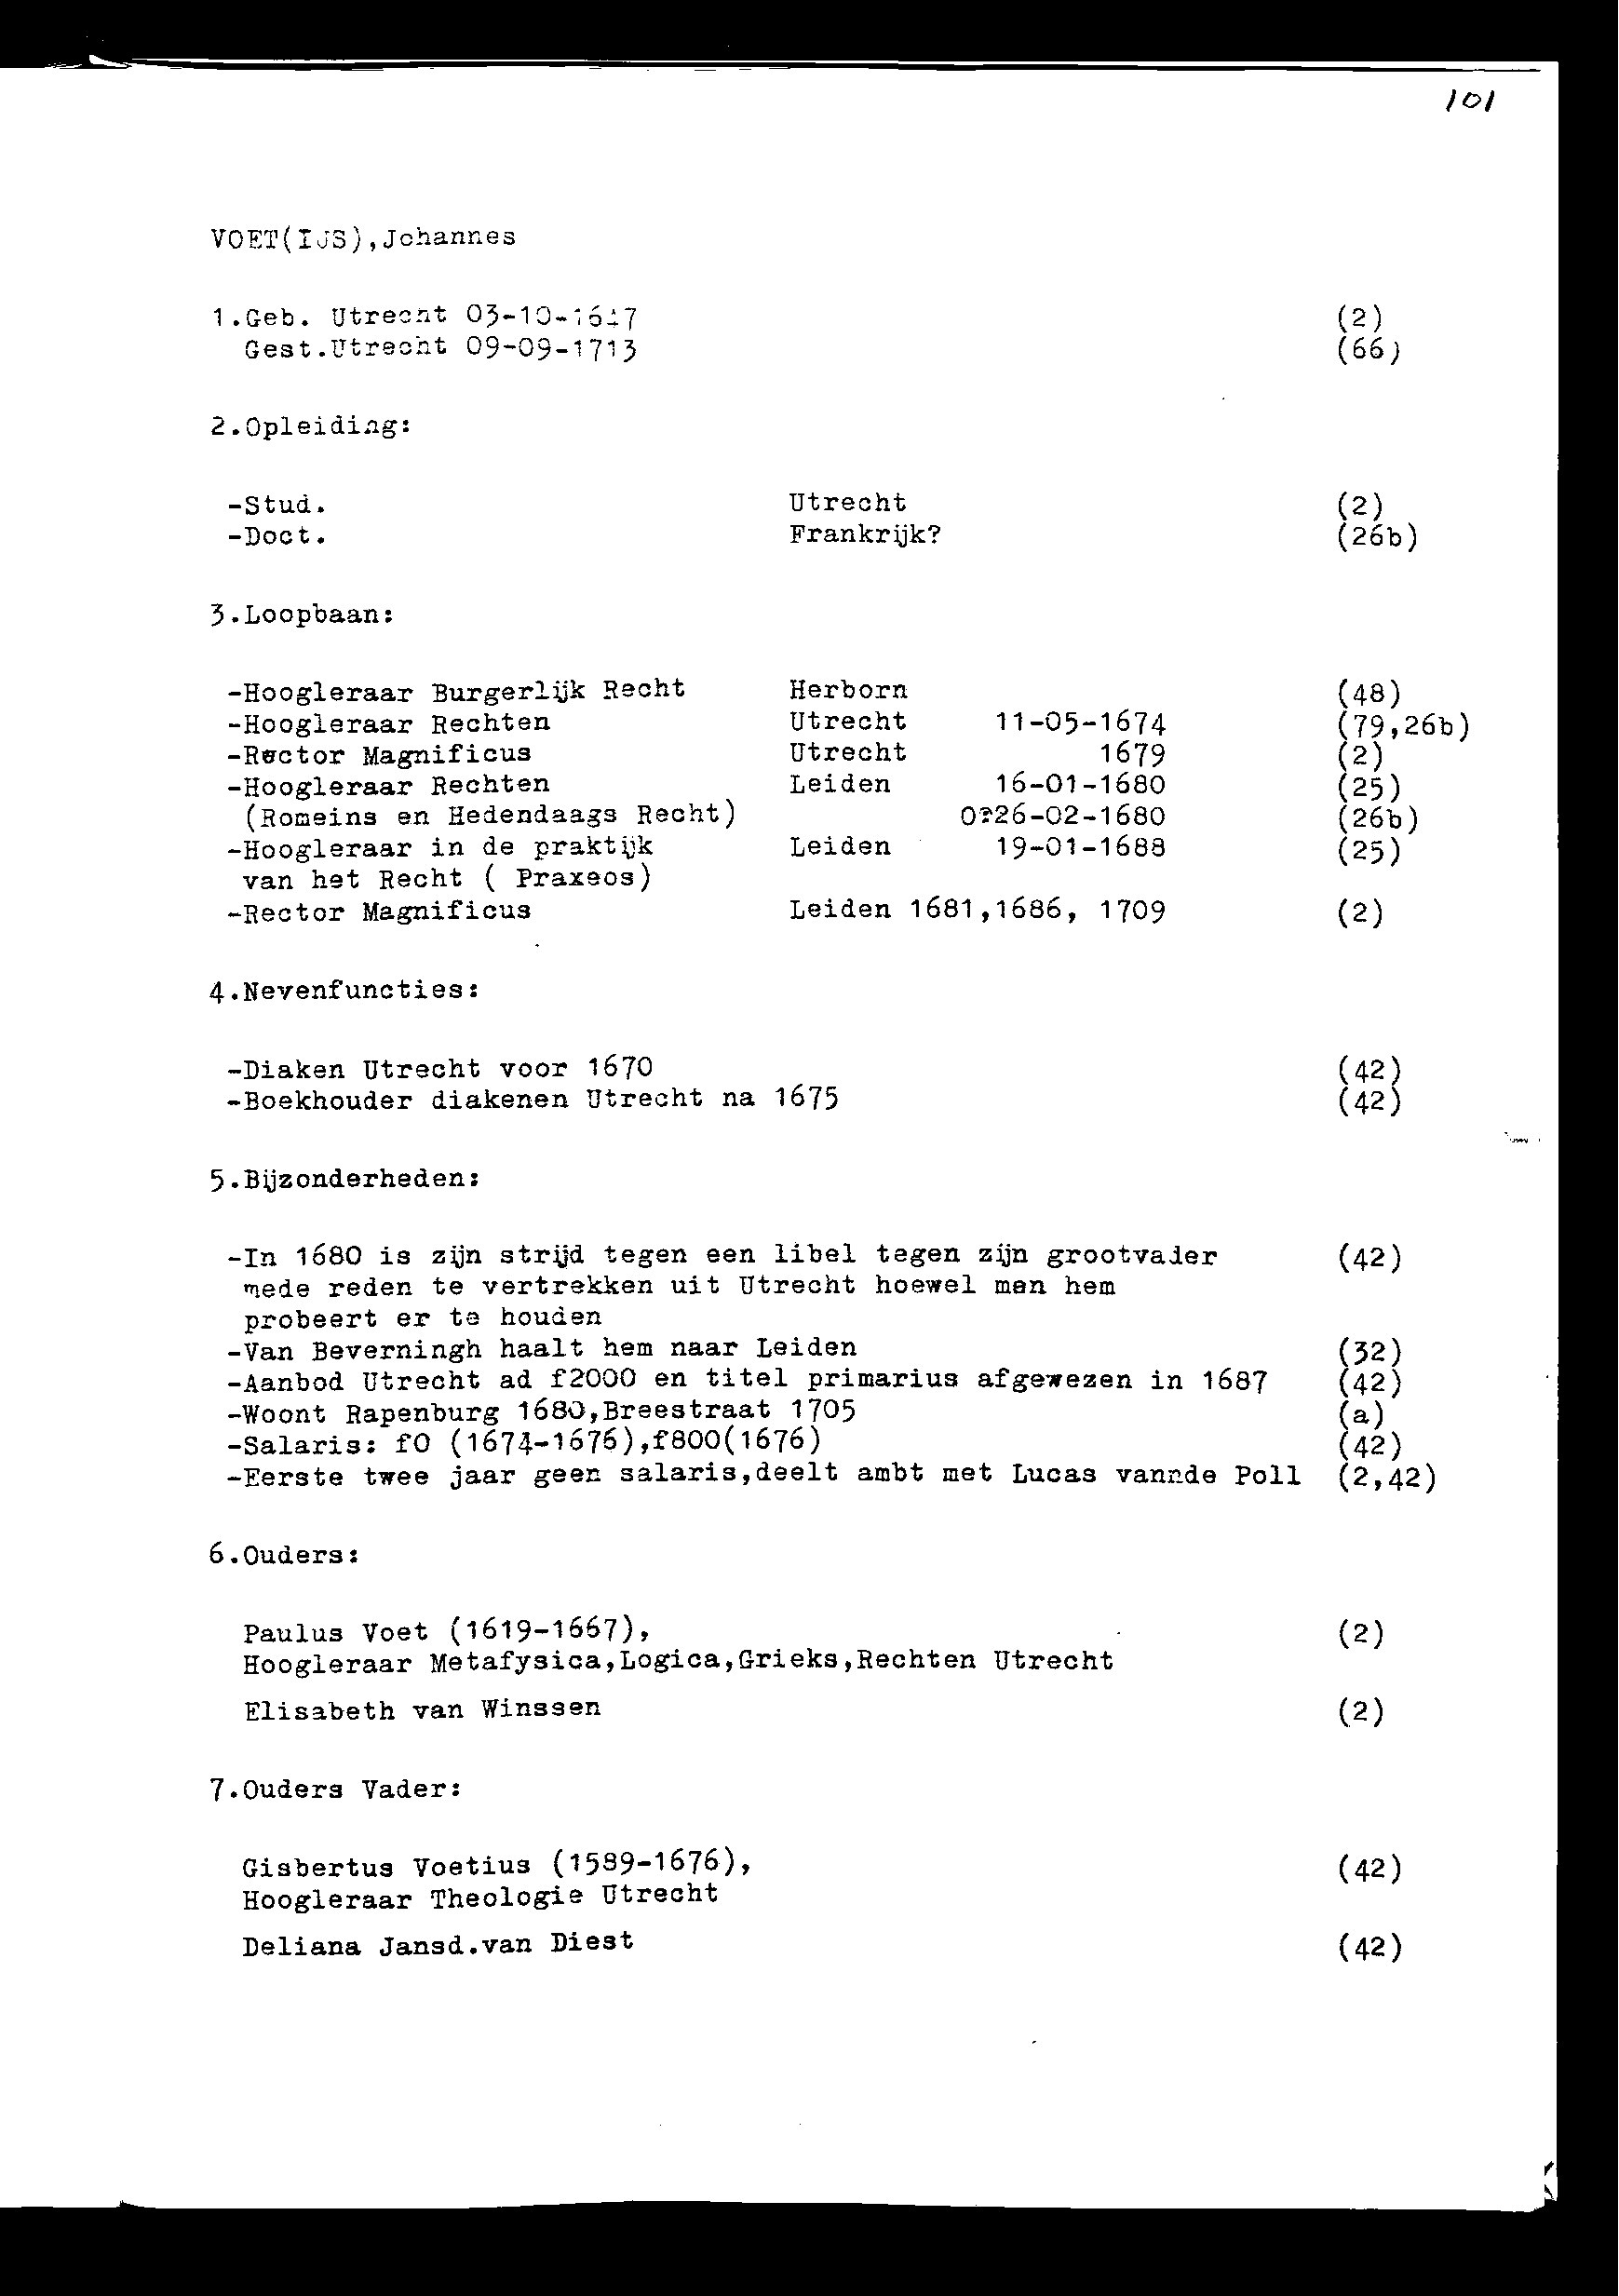 101
VOET(IJS),Johannes
1.Geb. Utrecht 03-10-1647 (2)
Gest.Utrecht 09-09-1713 (66)
2.Opleiding:
-Stud. Utrecht (2)
-Doct. Frankrijk? (26b)
3.Loopbaan:
-Hoogleraar Burgerlijk Recht Herborn (48)
-Hoogleraar Rechten Utrecht 11-05-1674 (79,26b)
-Rector Magnificus Utrecht 1679 (2)
-Hoogleraar Rechten Leiden 16-01-1680 (25)
(Romeins en Hedendaags Recht) 0?26-02-1680 (26b)
-Hoogleraar in de praktijk Leiden 19-01-1688 (25)
van het Recht ( Praxeos)
-Rector Magnificus Leiden 1681,1686, 1709 (2)
4.Nevenfuncties:
-Diaken Utrecht voor 1670 (42)
-Boekhouder diakenen Utrecht na 1675 (42)
5.Bijzonderheden:
-In 1680 is zijn strijd tegen een libel tegen zijn grootvader (42)
mede reden te vertrekken uit Utrecht hoewel men hem
probeert er te houden
-Van Beverningh haalt hem naar Leiden (32)
-Aanbod Utrecht ad f2000 en titel primarius afgewezen in 1687 (42)
-Woont Rapenburg 1680,Breestraat 1705 (a)
-Salaris: f0 (1674-1676),f800(1676) (42)
-Eerste twee jaar geen salaris,deelt ambt met Lucas vannde Poll (2,42)
6.Ouders:
Paulus Voet (1619-1667), (2)
Hoogleraar Metafysica,Logica,Grieks,Rechten Utrecht
Elisabeth van Winssen (2)
7.Ouders Vader:
Gisbertus Voetius (1589-1676), (42)
Hoogleraar Theologie Utrecht
Deliana Jansd.van Diest (42)